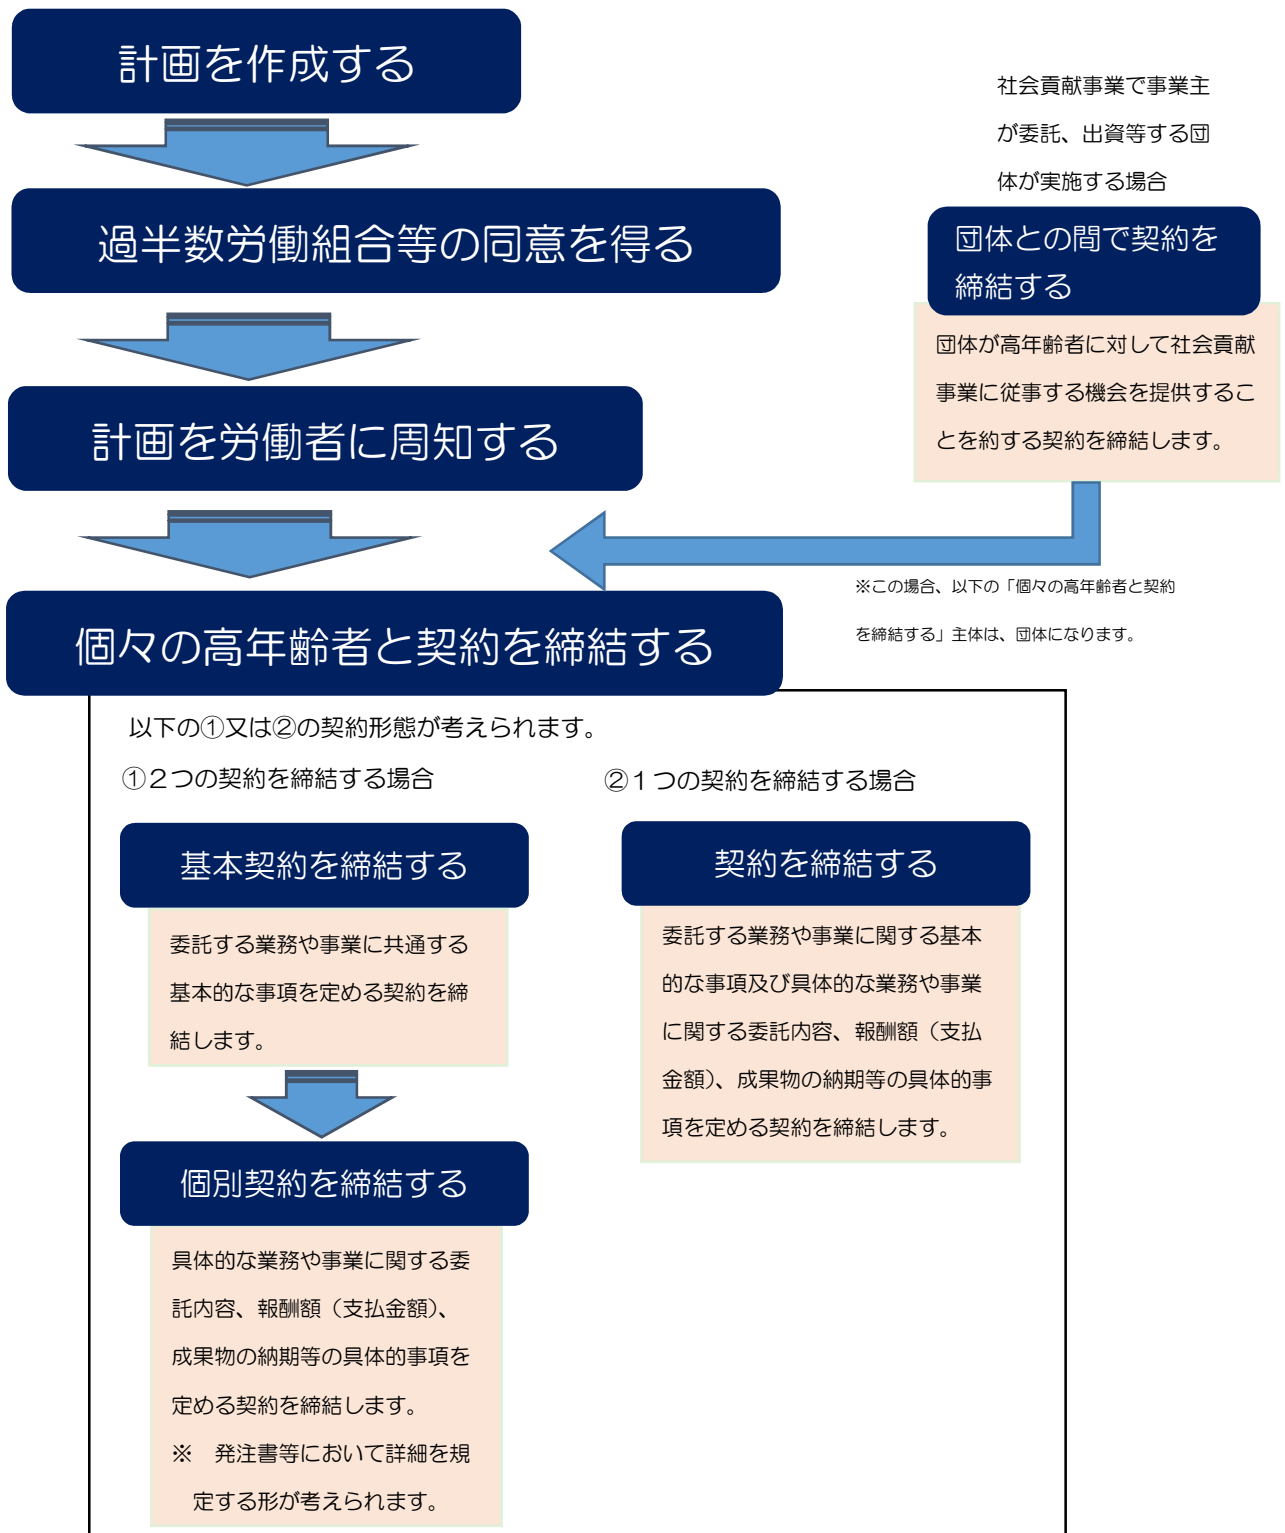 計画を作成する
過半数労働組合等の同意を得る
計画を労働者に周知する
社会貢献事業で事業主
が委託、出資等する団
体が実施する場合
団体との間で契約を
締結する
団体が高年齢者に対して社会貢献
事業に従事する機会を提供するこ
とを約する契約を締結します。
※この場合、以下の「個々の高年齢者と契約
を締結する」主体は、団体になります。
個々の高年齢者と契約を締結する
以下の①又は②の契約形態が考えられます。
①２つの契約を締結する場合
基本契約を締結する
委託する業務や事業に共通する
基本的な事項を定める契約を締
結します。
個別契約を締結する
具体的な業務や事業に関する委
託内容、報酬額（支払金額）、
成果物の納期等の具体的事項を
定める契約を締結します。
※　発注書等において詳細を規
定する形が考えられます。
②１つの契約を締結する場合
契約を締結する
委託する業務や事業に関する基本
的な事項及び具体的な業務や事業
に関する委託内容、報酬額（支払
金額）、成果物の納期等の具体的事
項を定める契約を締結します。